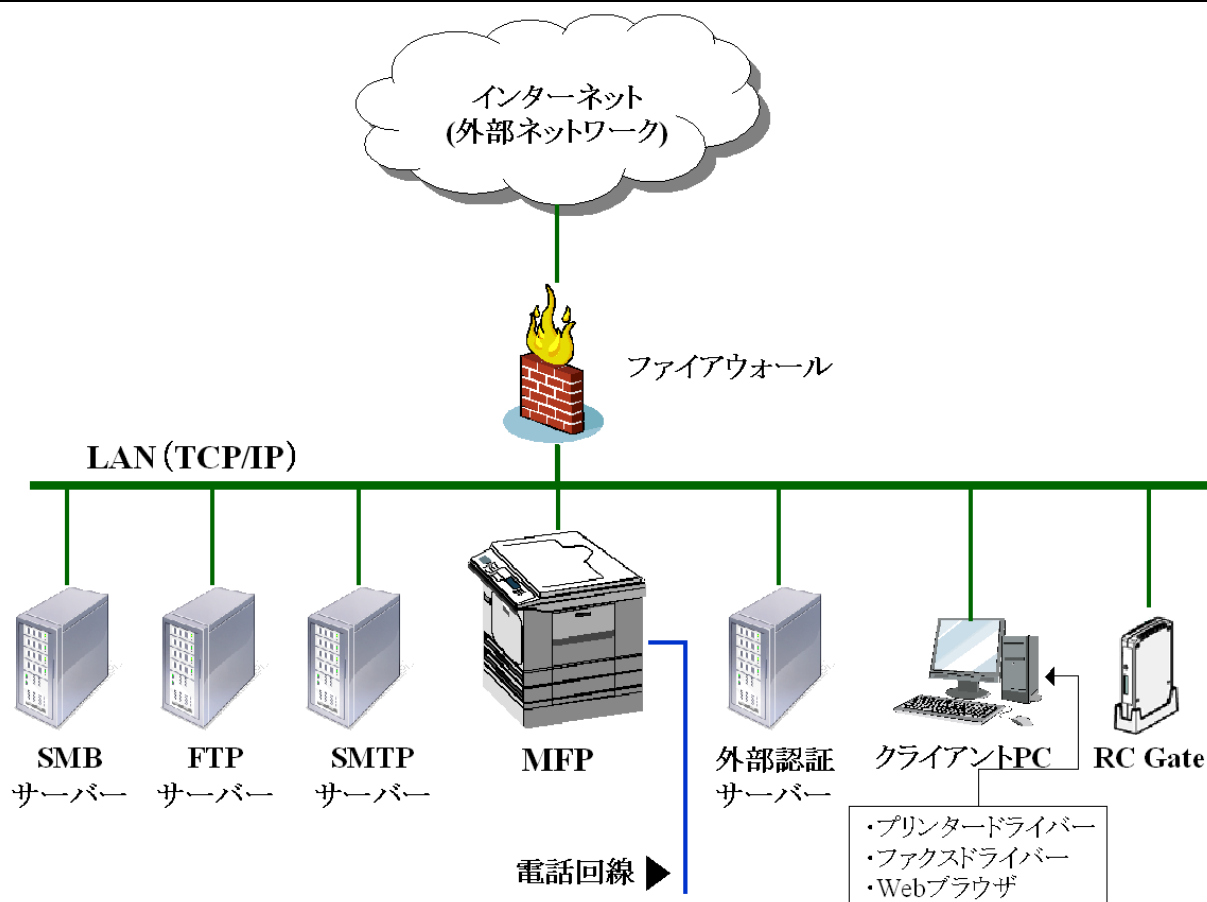 インターネット
(外部ネットワーク)
ファイアウォール
LAN(TCP/IP)
SMB
サーバー
FTP
サーバー
SMTP
サーバー
MFP
外部認証
サーバー
クライアントPC
RC Gate
・プリンタードライバー
・ファクスドライバー
・Webブラウザ
電話回線 ▶